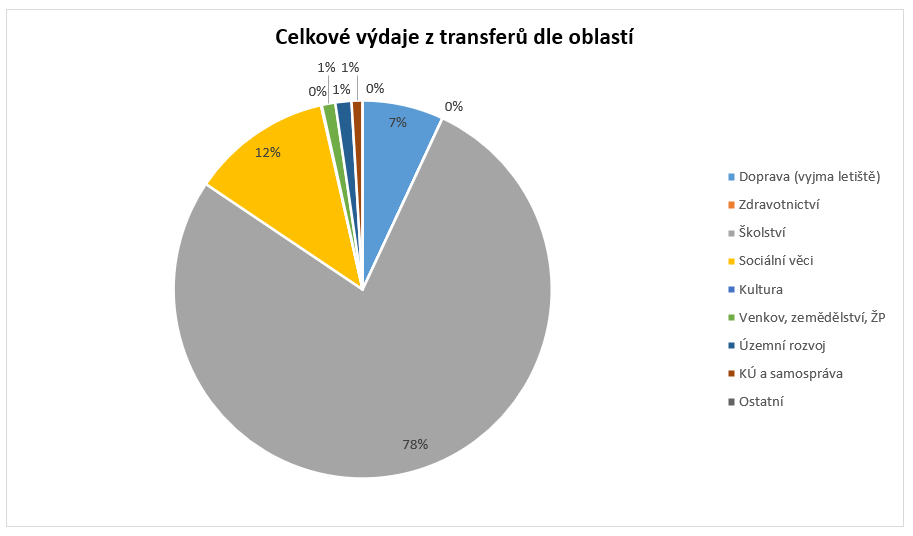 Celkové výdaje z transferů dle oblastí
1% 1%
0% 1% 0%
0%
7%
12%
78%
Doprava (vyjma letiště)
Zdravotnictví
Školství
Sociální věci
Kultura
Venkov, zemědělství, ŽP
Územní rozvoj
KÚ a samospráva
Ostatní